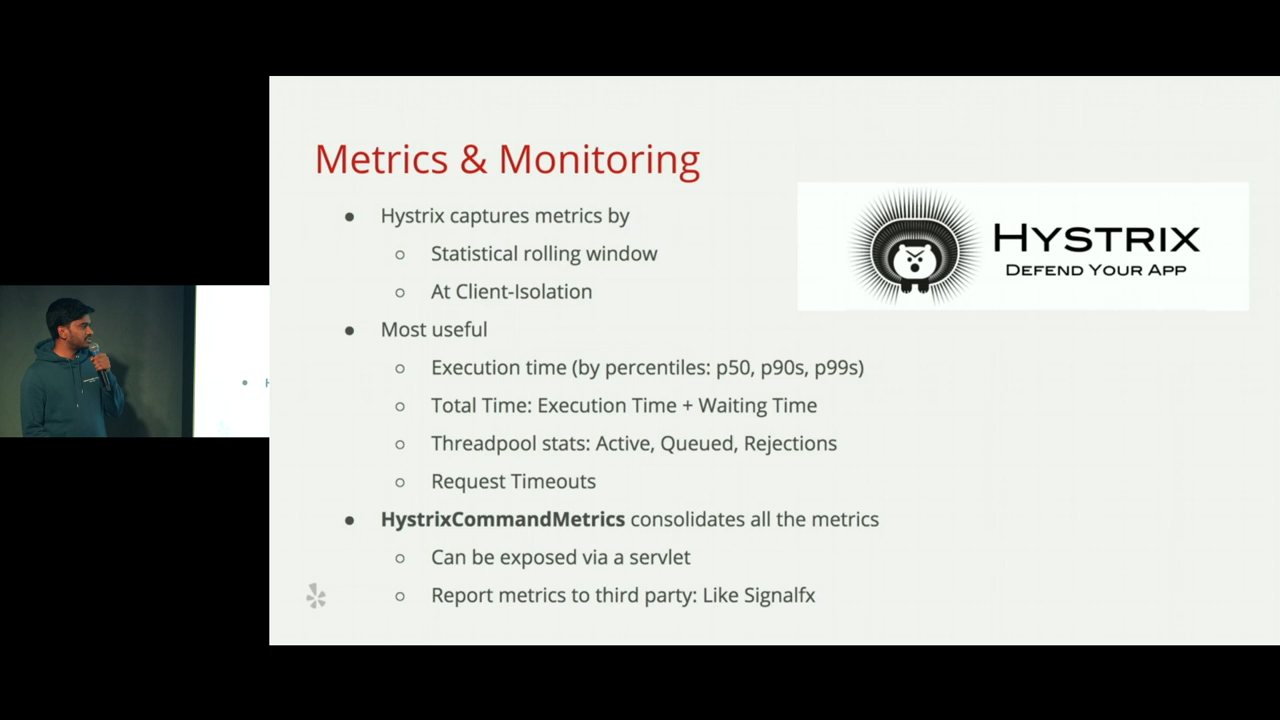 Metrics & Monitoring
● Hystrix captures metrics by
○ Statistical rolling window
○ At Client-Isolation
● Most useful
○ Execution time (by percentiles: p50, p90s, p99s)
○ Total Time: Execution Time + Waiting Time
○ Threadpool stats: Active, Queued, Rejections
○ Request Timeouts
● HystrixCommandMetrics consolidates all the metrics
○ Can be exposed via a servlet
○ Report metrics to third party: Like Signalfx
HYSTRIX
DEFEND YOUR APP
● H